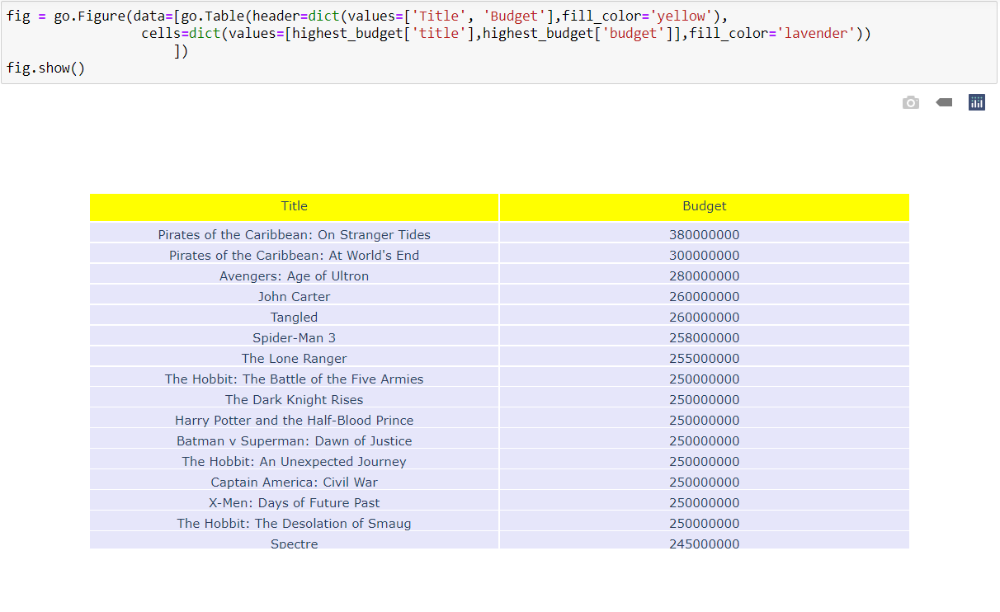 fig = go.Figure(data=[go.Table(header=dict(values=['Title', 'Budget'],fill_color='yellow'),
cells=dict(values=[highest_budget['title'],highest_budget['budget']],fill_color='lavender'))
])
fig.show()
Title Budget
Pirates of the Caribbean: On Stranger Tides 380000000
Pirates of the Caribbean: At World's End 300000000
Avengers: Age of Ultron 280000000
John Carter 260000000
Tangled 260000000
Spider-Man 3 258000000
The Lone Ranger 255000000
The Hobbit: The Battle of the Five Armies 250000000
The Dark Knight Rises 250000000
Harry Potter and the Half-Blood Prince 250000000
Batman v Superman: Dawn of Justice 250000000
The Hobbit: An Unexpected Journey 250000000
Captain America: Civil War 250000000
X-Men: Days of Future Past 250000000
The Hobbit: The Desolation of Smaug 250000000
Spectre 245000000